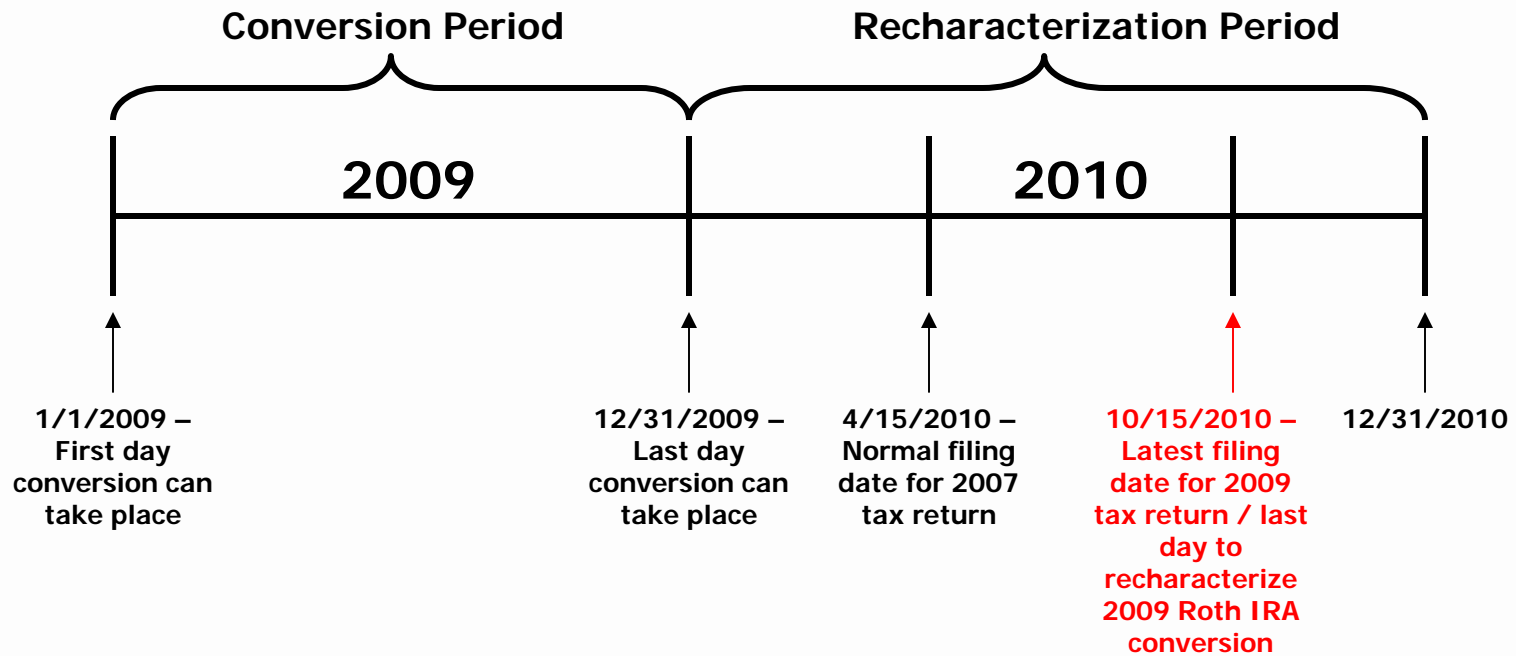 Conversion Period
Recharacterization Period
2009
2010
1/1/2009 –
First day
conversion can
take place
12/31/2009 –
Last day
conversion can
take place
4/15/2010 –
Normal filing
date for 2007
tax return
10/15/2010 –
Latest filing
date for 2009
tax return / last
day to
recharacterize
2009 Roth IRA
conversion
12/31/2010